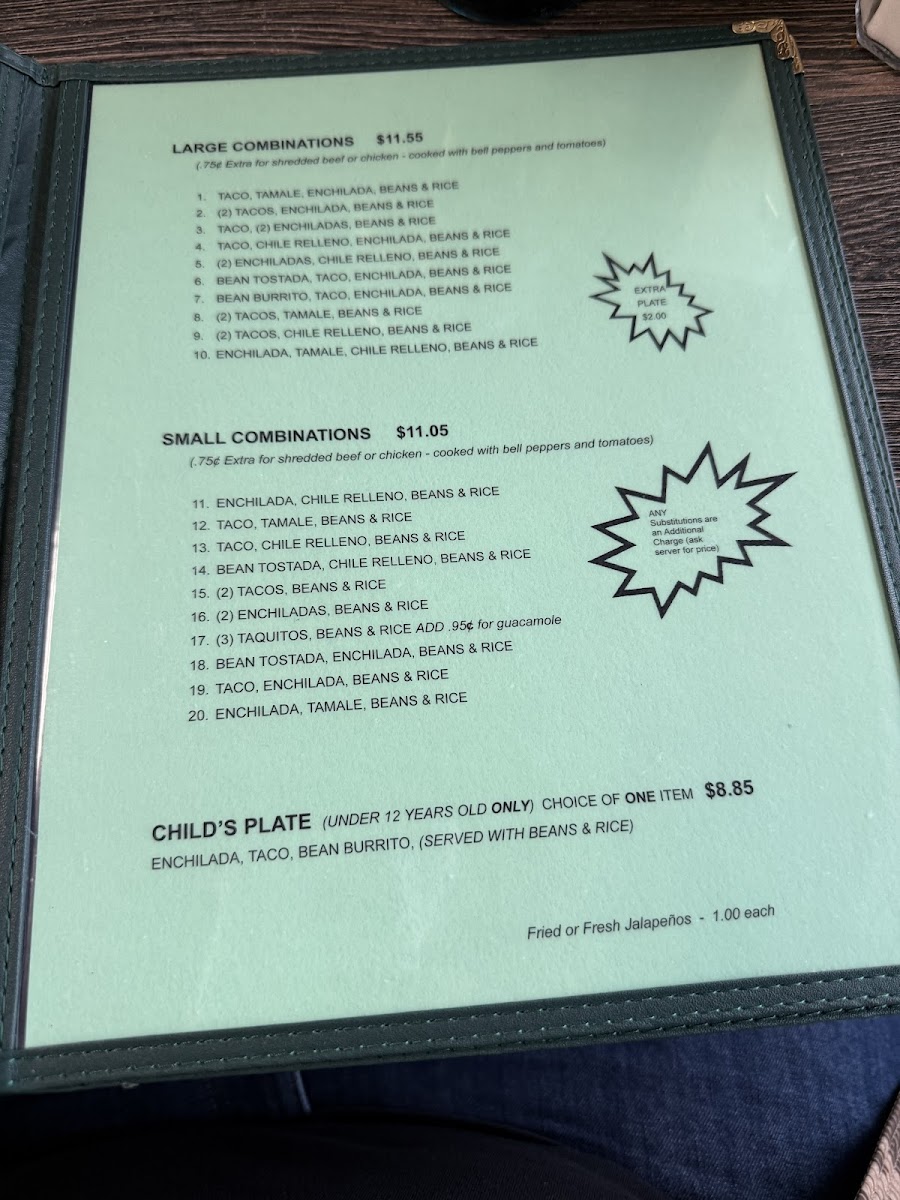 LARGE COMBINATIONS $11.55
(.75¢ Extra for shredded beef or chicken - cooked with bell peppers and tomatoes)
1. TACO, TAMALE, ENCHILADA, BEANS & RICE
2. (2) TACOS, ENCHILADA, BEANS & RICE
3. TACO, (2) ENCHILADAS, BEANS & RICE
4. TACO, CHILE RELLENO, ENCHILADA, BEANS & RICE
5. (2) ENCHILADAS, CHILE RELLENO, BEANS & RICE
6. BEAN TOSTADA, TACO, ENCHILADA, BEANS & RICE
7. BEAN BURRITO, TACO, ENCHILADA, BEANS & RICE
8. (2) TACOS, TAMALE, BEANS & RICE
9. (2) TACOS, CHILE RELLENO, BEANS & RICE
10. ENCHILADA, TAMALE, CHILE RELLENO, BEANS & RICE
EXTRA
PLATE
$2.00
SMALL COMBINATIONS $11.05
(.75¢ Extra for shredded beef or chicken - cooked with bell peppers and tomatoes)
11. ENCHILADA, CHILE RELLENO, BEANS & RICE
12. TACO, TAMALE, BEANS & RICE
13. TACO, CHILE RELLENO, BEANS & RICE
14. BEAN TOSTADA, CHILE RELLENO, BEANS & RICE
15. (2) TACOS, BEANS & RICE
16. (2) ENCHILADAS, BEANS & RICE
17. (3) TAQUITOS, BEANS & RICE ADD .95¢ for guacamole
18. BEAN TOSTADA, ENCHILADA, BEANS & RICE
19. TACO, ENCHILADA, BEANS & RICE
20. ENCHILADA, TAMALE, BEANS & RICE
ANY
Substitutions are
an Additional
Charge (ask
server for price)
CHILD'S PLATE (UNDER 12 YEARS OLD ONLY) CHOICE OF ONE ITEM $8.85
ENCHILADA, TACO, BEAN BURRITO, (SERVED WITH BEANS & RICE)
Fried or Fresh Jalapeños - 1.00 each